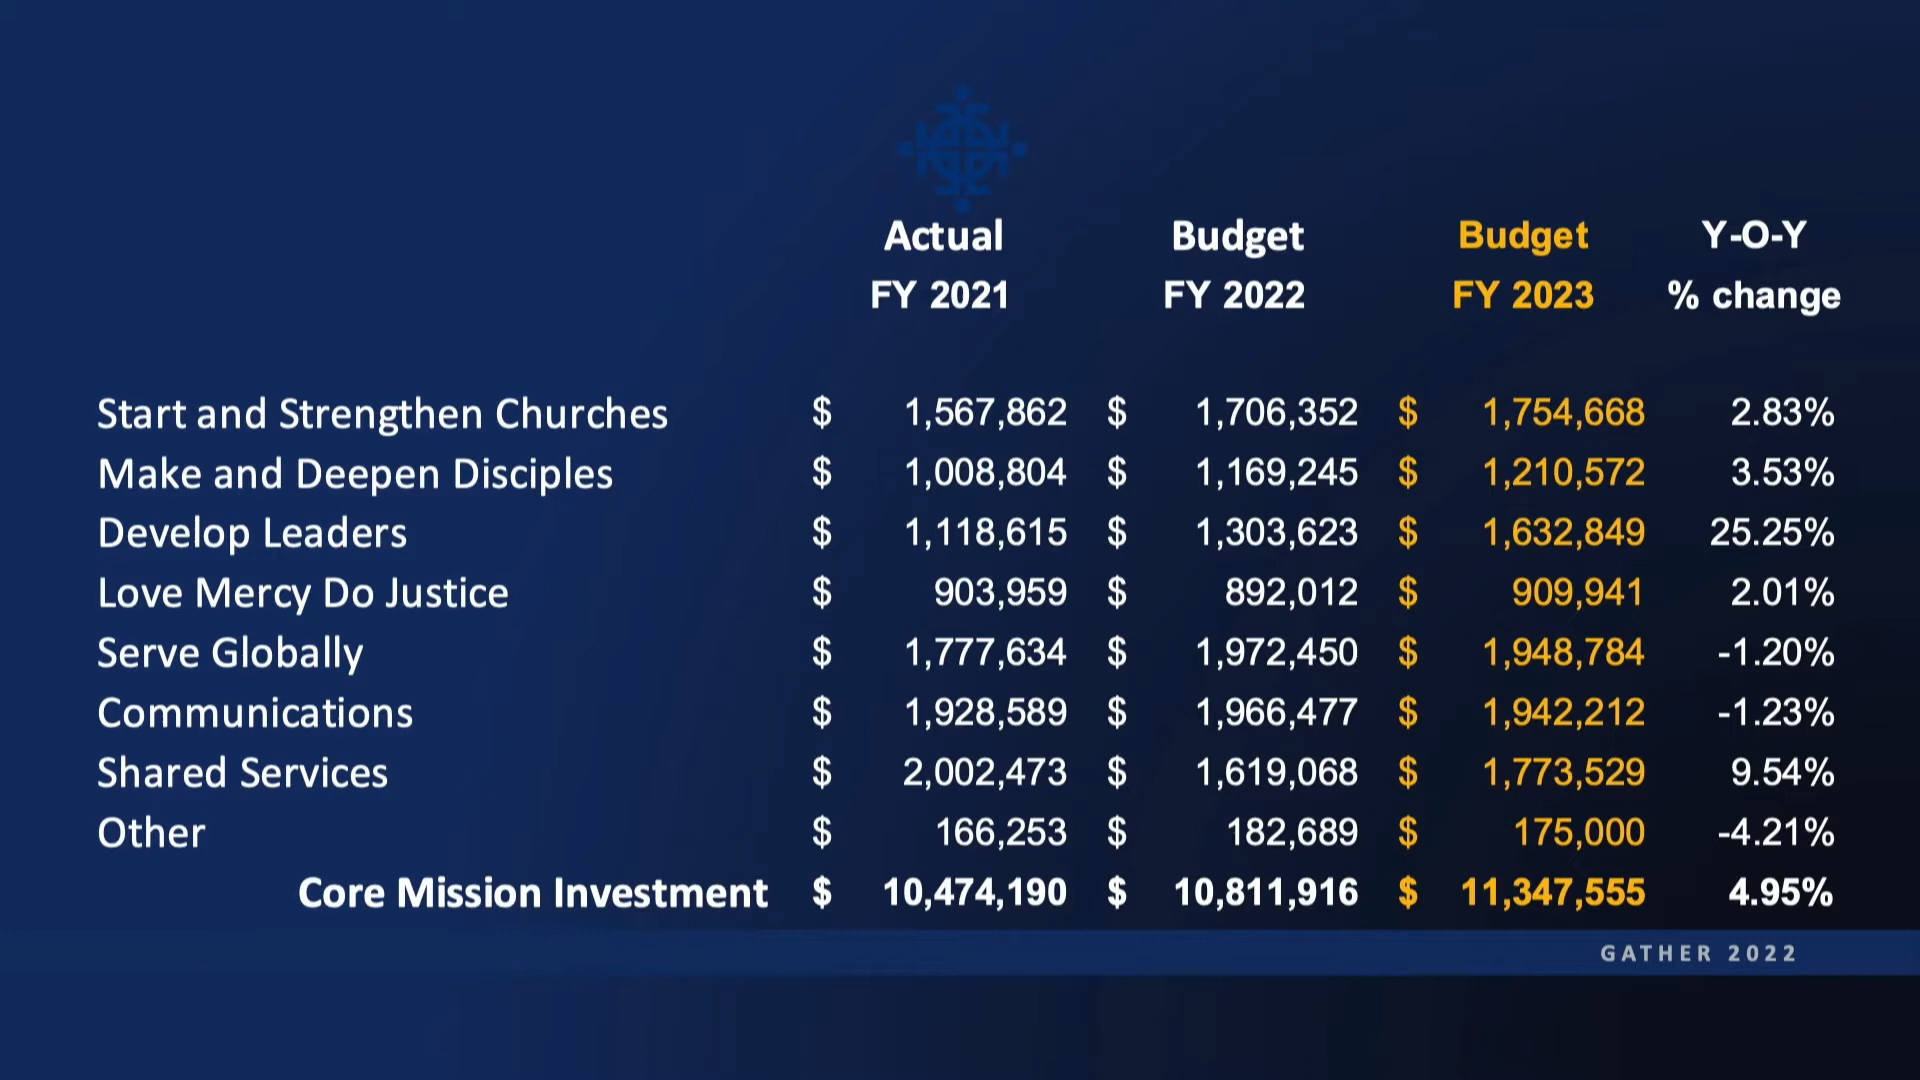 Actual Budget Budget Y-O-Y
FY 2021 FY 2022 FY 2023 % change
Start and Strengthen Churches $ 1,567,862 $ 1,706,352 $ 1,754,668 2.83%
Make and Deepen Disciples $ 1,008,804 $ 1,169,245 $ 1,210,572 3.53%
Develop Leaders $ 1,118,615 $ 1,303,623 $ 1,632,849 25.25%
Love Mercy Do Justice $ 903,959 $ 892,012 $ 909,941 2.01%
Serve Globally $ 1,777,634 $ 1,972,450 $ 1,948,784 -1.20%
Communications $ 1,928,589 $ 1,966,477 $ 1,942,212 -1.23%
Shared Services $ 2,002,473 $ 1,619,068 $ 1,773,529 9.54%
Other $ 166,253 $ 182,689 $ 175,000 -4.21%
Core Mission Investment $ 10,474,190 $ 10,811,916 $ 11,347,555 4.95%
GATHER 2022